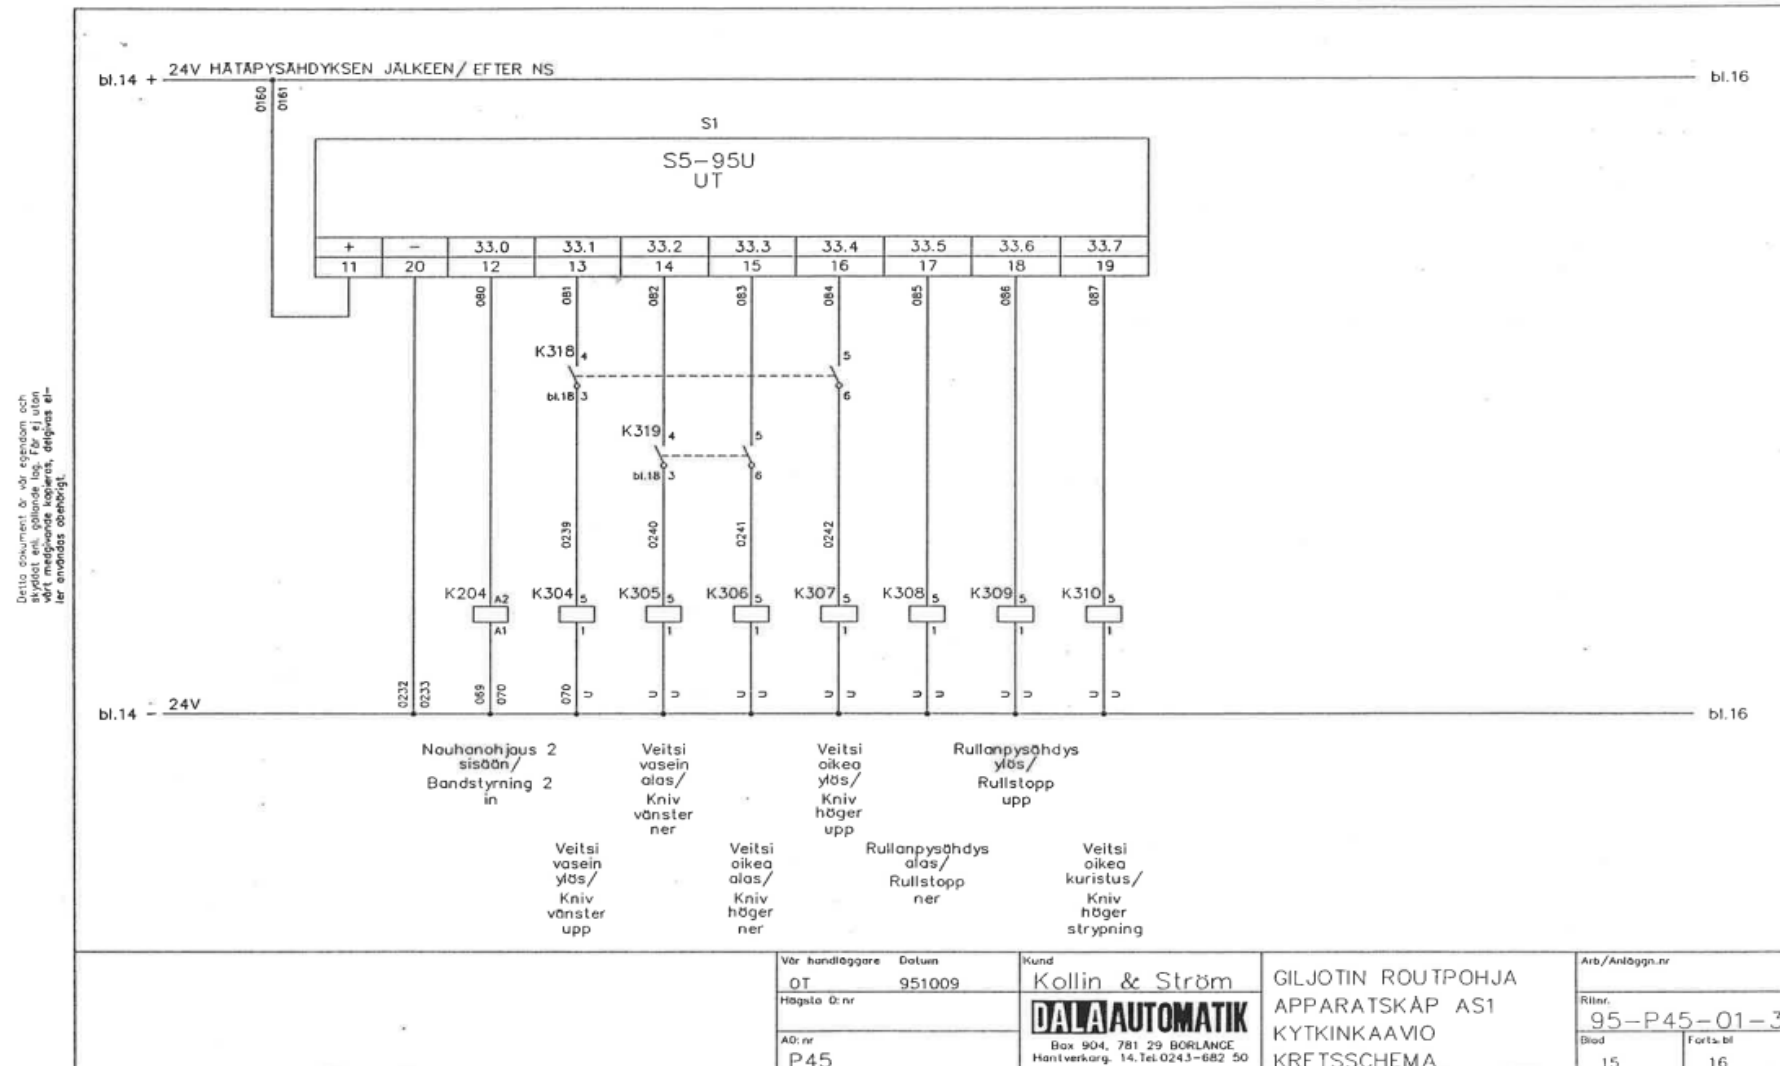 bl.14 + 24V HÄTÄPYSÄHDYKSEN JÄLKEEN/ EFTER NS bl.16
0160 0161
S1
S5-95U
UT
+ - 33.0 33.1 33.2 33.3 33.4 33.5 33.6 33.7
11 20 12 13 14 15 16 17 18 19
080 081 082 083 084 085 086 087
K318 4 5
bl.18 3 6
K319 4 5
bl.18 3 6
0239 0240 0241 0242
K204 A2 K304 5 K305 5 K306 5 K307 5 K308 5 K309 5 K310 5
A1 1 1 1 1 1 1 1
0232 0233 069 070 070 U U U U U U U U U U U U U
bl.14 - 24V bl.16
Nauhanohjaus 2
sisään/
Bandstyrning 2
in
Veitsi
vasein
ylös/
Kniv
vänster
upp
Veitsi
vasein
alas/
Kniv
vänster
ner
Veitsi
oikea
alas/
Kniv
höger
ner
Veitsi
oikea
ylös/
Kniv
höger
upp
Rullanpysähdys
alas/
Rullstopp
ner
Rullanpysähdys
ylös/
Rullstopp
upp
Veitsi
oikea
kuristus/
Kniv
höger
strypning
Detta dokument är vår egendom och
skyddat enl. gällande lag. Får ej utan
vårt medgivande kopieras, delgivas el-
ler användas obehörigt.
Vår handläggare Datum
OT 951009
Högsta O: nr
AO: nr
P45
Kund
Kollin & Ström
DALAAUTOMATIK
Box 904, 781 29 BORLÄNGE
Hantverkarg. 14. Tel. 0243-682 50
GILJOTIN ROUTPOHJA
APPARATSKÅP AS1
KYTKINKAAVIO
KRETSSCHEMA
Arb/Anläggn.nr
Ritnr.
95-P45-01-3
Blad Forts. bl
15 16